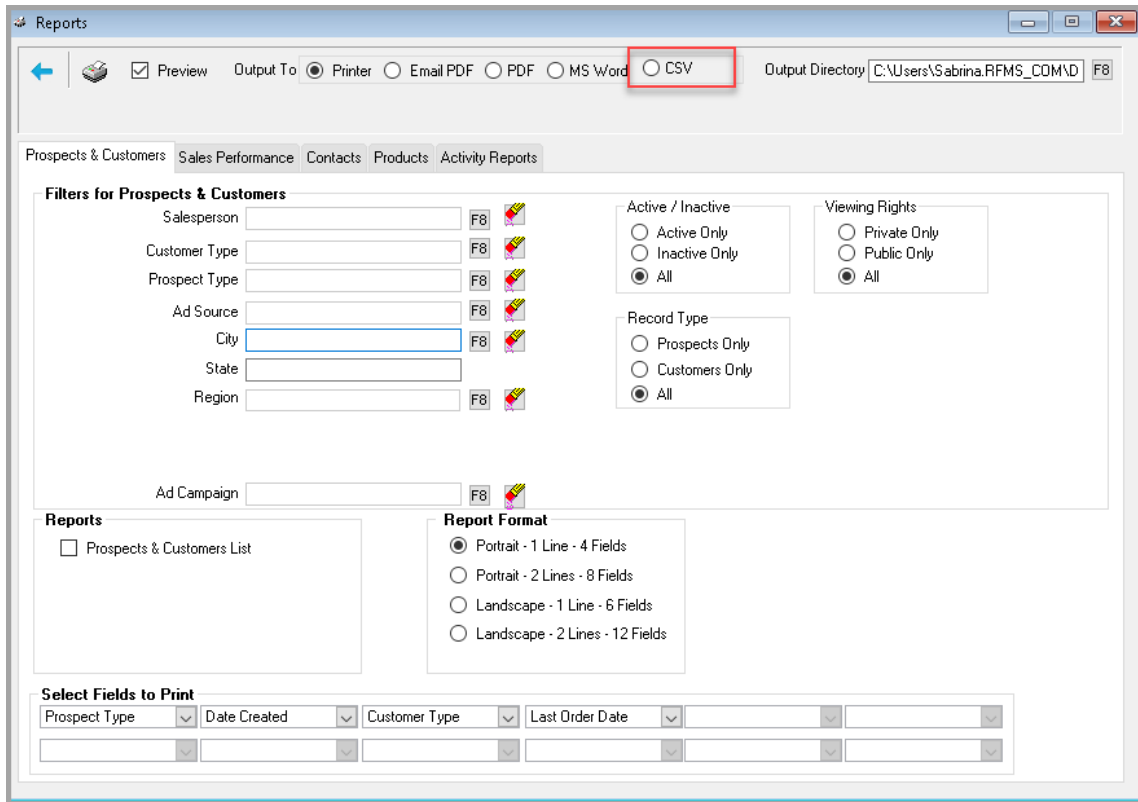 Reports
Preview Output To Printer Email PDF PDF MS Word CSV Output Directory C:\Users\Sabrina.RFMS_COM\D F8
Prospects & Customers Sales Performance Contacts Products Activity Reports
Filters for Prospects & Customers
Salesperson F8
Customer Type F8
Prospect Type F8
Ad Source F8
City F8
State
Region F8
Ad Campaign F8
Active / Inactive
Active Only
Inactive Only
All
Viewing Rights
Private Only
Public Only
All
Record Type
Prospects Only
Customers Only
All
Reports
Prospects & Customers List
Report Format
Portrait - 1 Line - 4 Fields
Portrait - 2 Lines - 8 Fields
Landscape - 1 Line - 6 Fields
Landscape - 2 Lines - 12 Fields
Select Fields to Print
Prospect Type Date Created Customer Type Last Order Date